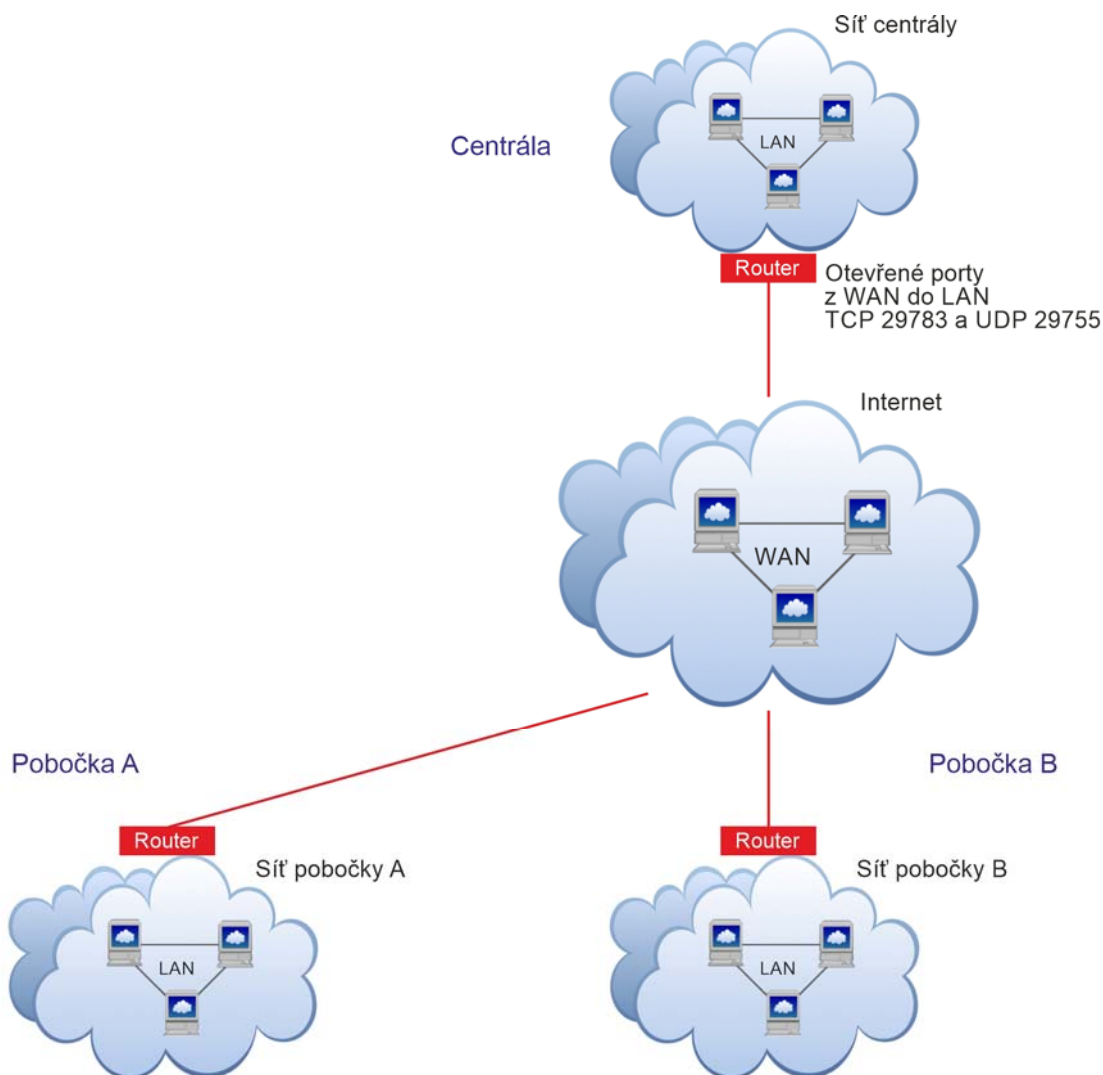 Síť centrály
Centrála
LAN
Router
Otevřené porty
z WAN do LAN
TCP 29783 a UDP 29755
Internet
WAN
Pobočka A
Pobočka B
Router
Router
Síť pobočky A
Síť pobočky B
LAN
LAN